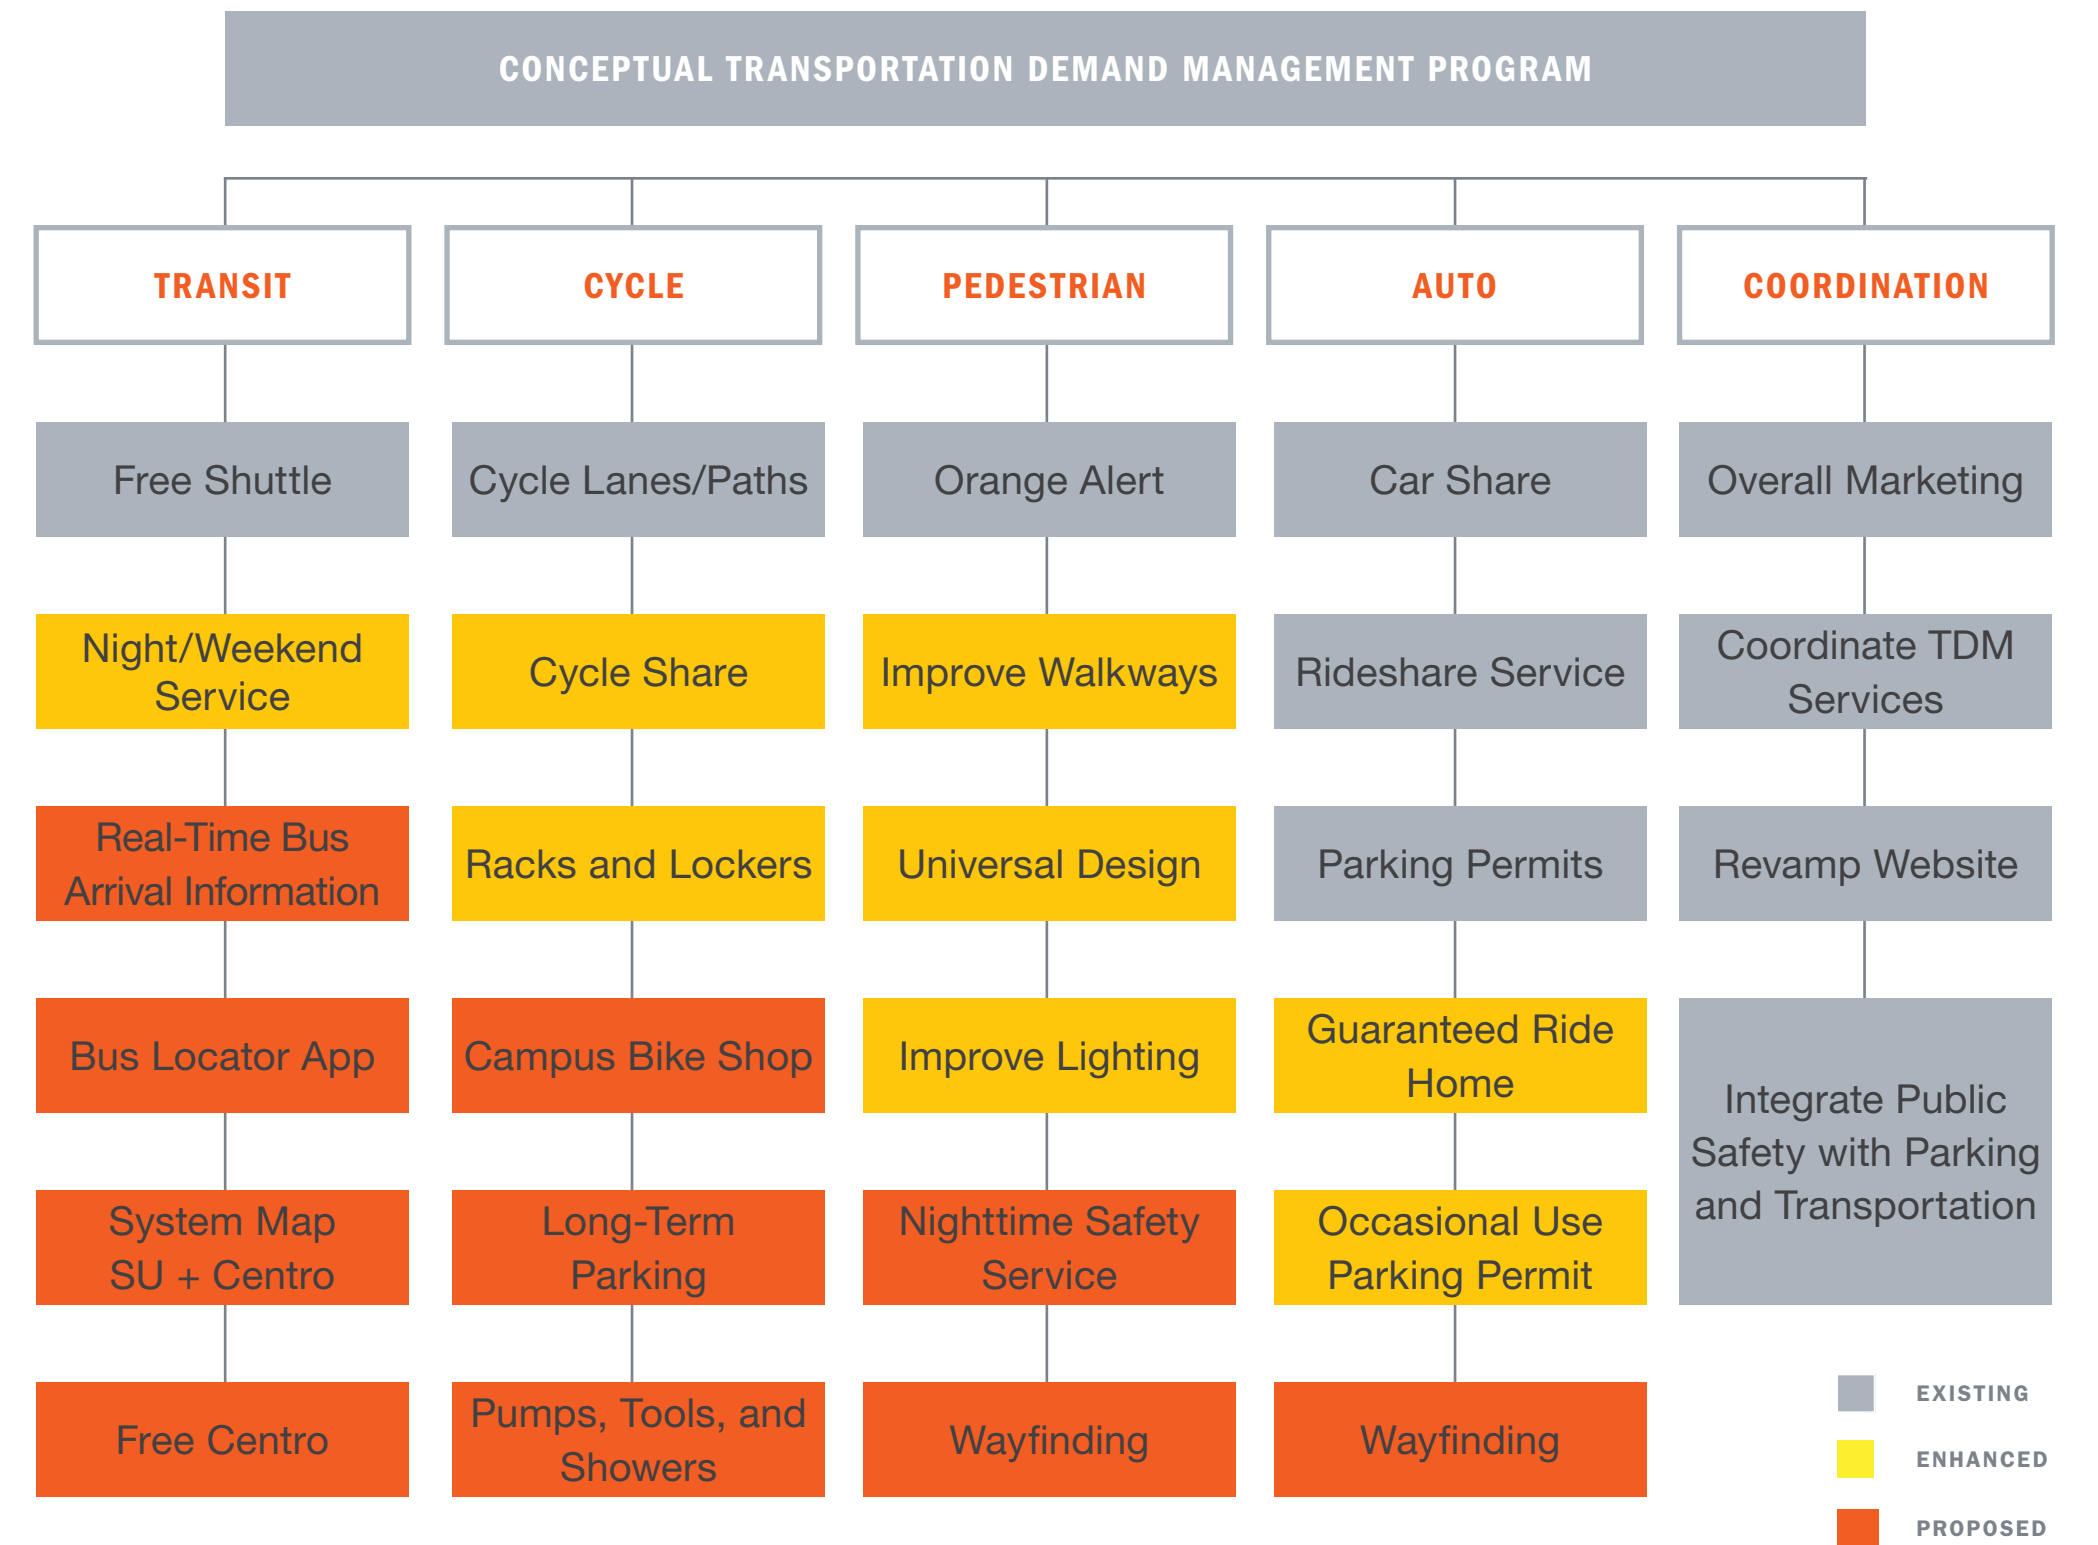 CONCEPTUAL TRANSPORTATION DEMAND MANAGEMENT PROGRAM
TRANSIT
CYCLE
PEDESTRIAN
AUTO
COORDINATION
Free Shuttle
Cycle Lanes/Paths
Orange Alert
Car Share
Overall Marketing
Night/Weekend
Service
Cycle Share
Improve Walkways
Rideshare Service
Coordinate TDM
Services
Real-Time Bus
Arrival Information
Racks and Lockers
Universal Design
Parking Permits
Revamp Website
Bus Locator App
Campus Bike Shop
Improve Lighting
Guaranteed Ride
Home
Integrate Public
Safety with Parking
and Transportation
System Map
SU + Centro
Long-Term
Parking
Nighttime Safety
Service
Occasional Use
Parking Permit
Free Centro
Pumps, Tools, and
Showers
Wayfinding
Wayfinding
EXISTING
ENHANCED
PROPOSED